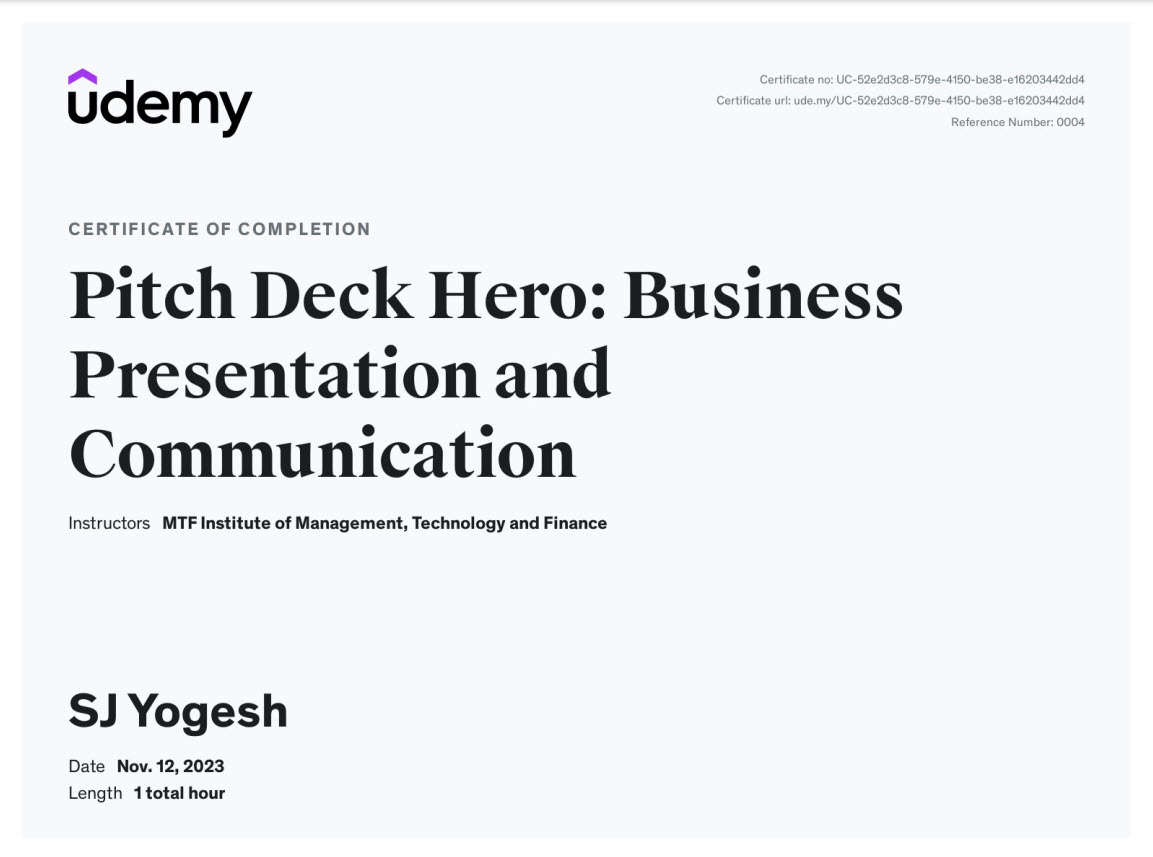 udemy
Certificate no: UC-52e2d3c8-579e-4150-be38-e16203442dd4
Certificate url: ude.my/UC-52e2d3c8-579e-4150-be38-e16203442dd4
Reference Number: 0004
CERTIFICATE OF COMPLETION
Pitch Deck Hero: Business
Presentation and
Communication
Instructors MTF Institute of Management, Technology and Finance
SJ Yogesh
Date Nov. 12, 2023
Length 1 total hour